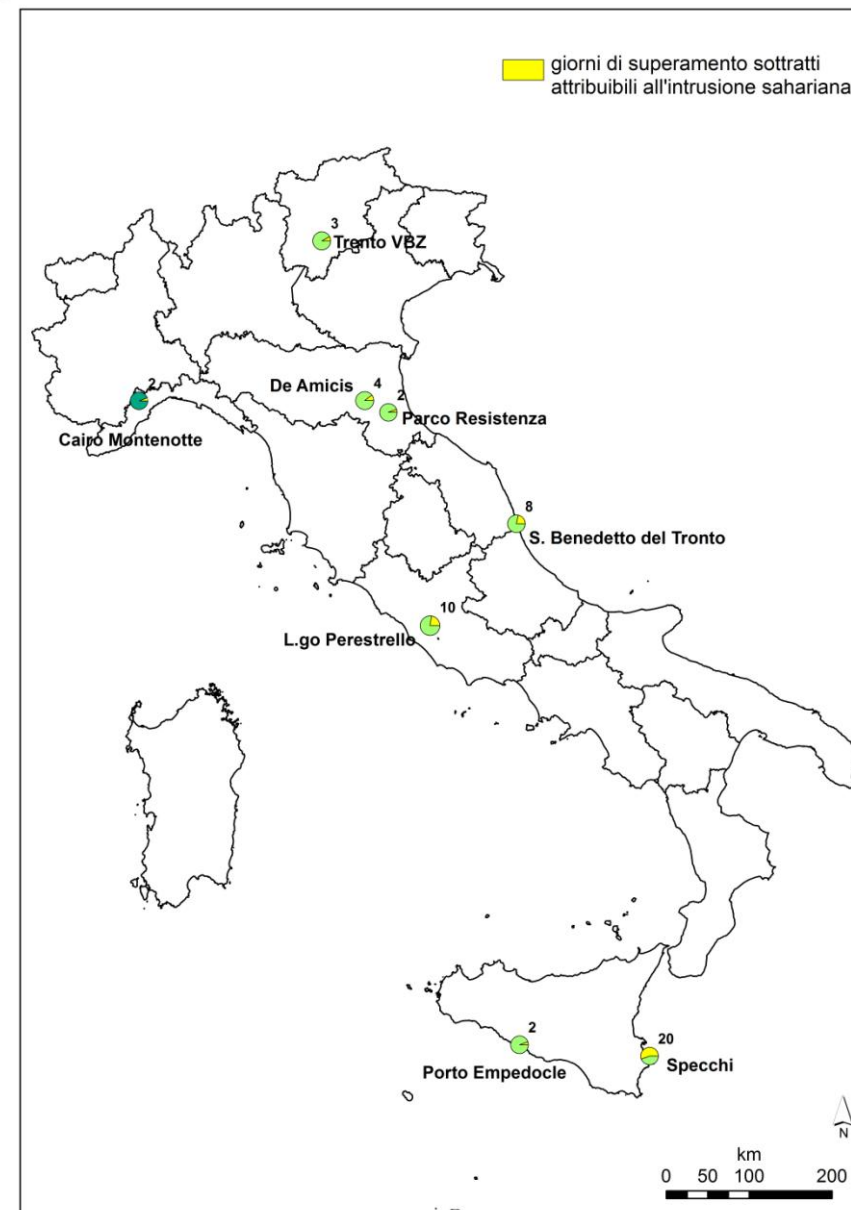 giorni di superamento sottratti
attribuibili all'intrusione sahariana
3
Trento VBZ
De Amicis
4
2
Parco Resistenza
2
Cairo Montenotte
8
S. Benedetto del Tronto
10
L.go Perestrello
2
Porto Empedocle
20
Specchi
N
km
0 50 100 200